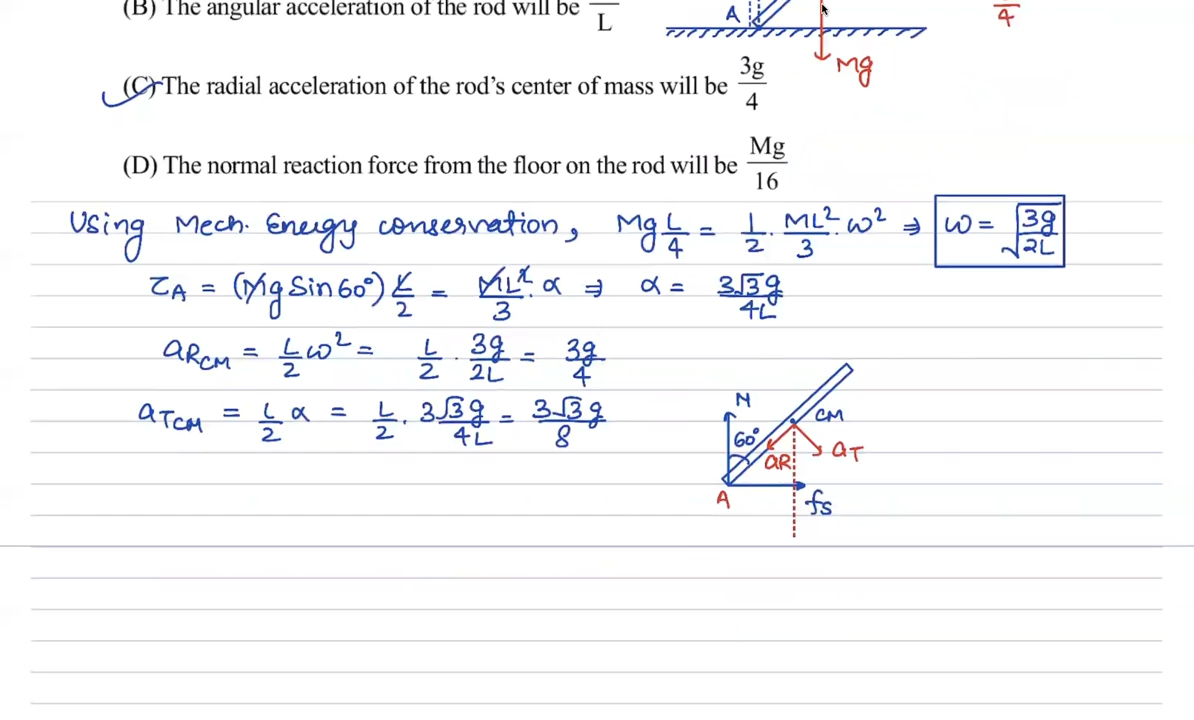 (B) The angular acceleration of the rod will be —/L
A
4
Mg
(C) The radial acceleration of the rod's center of mass will be 3g/4
(D) The normal reaction force from the floor on the rod will be Mg/16
Using Mech. Energy conservation, Mg L/4 = 1/2 · ML²/3 · ω² ⇒ ω = √(3g/2L)
τA = (Mg Sin60°) L/2 = ML²/3 · α ⇒ α = 3√3g/4L
aRCM = L/2 ω² = L/2 · 3g/2L = 3g/4
aTCM = L/2 α = L/2 · 3√3g/4L = 3√3g/8
N
CM
60°
aR
aT
A
fs